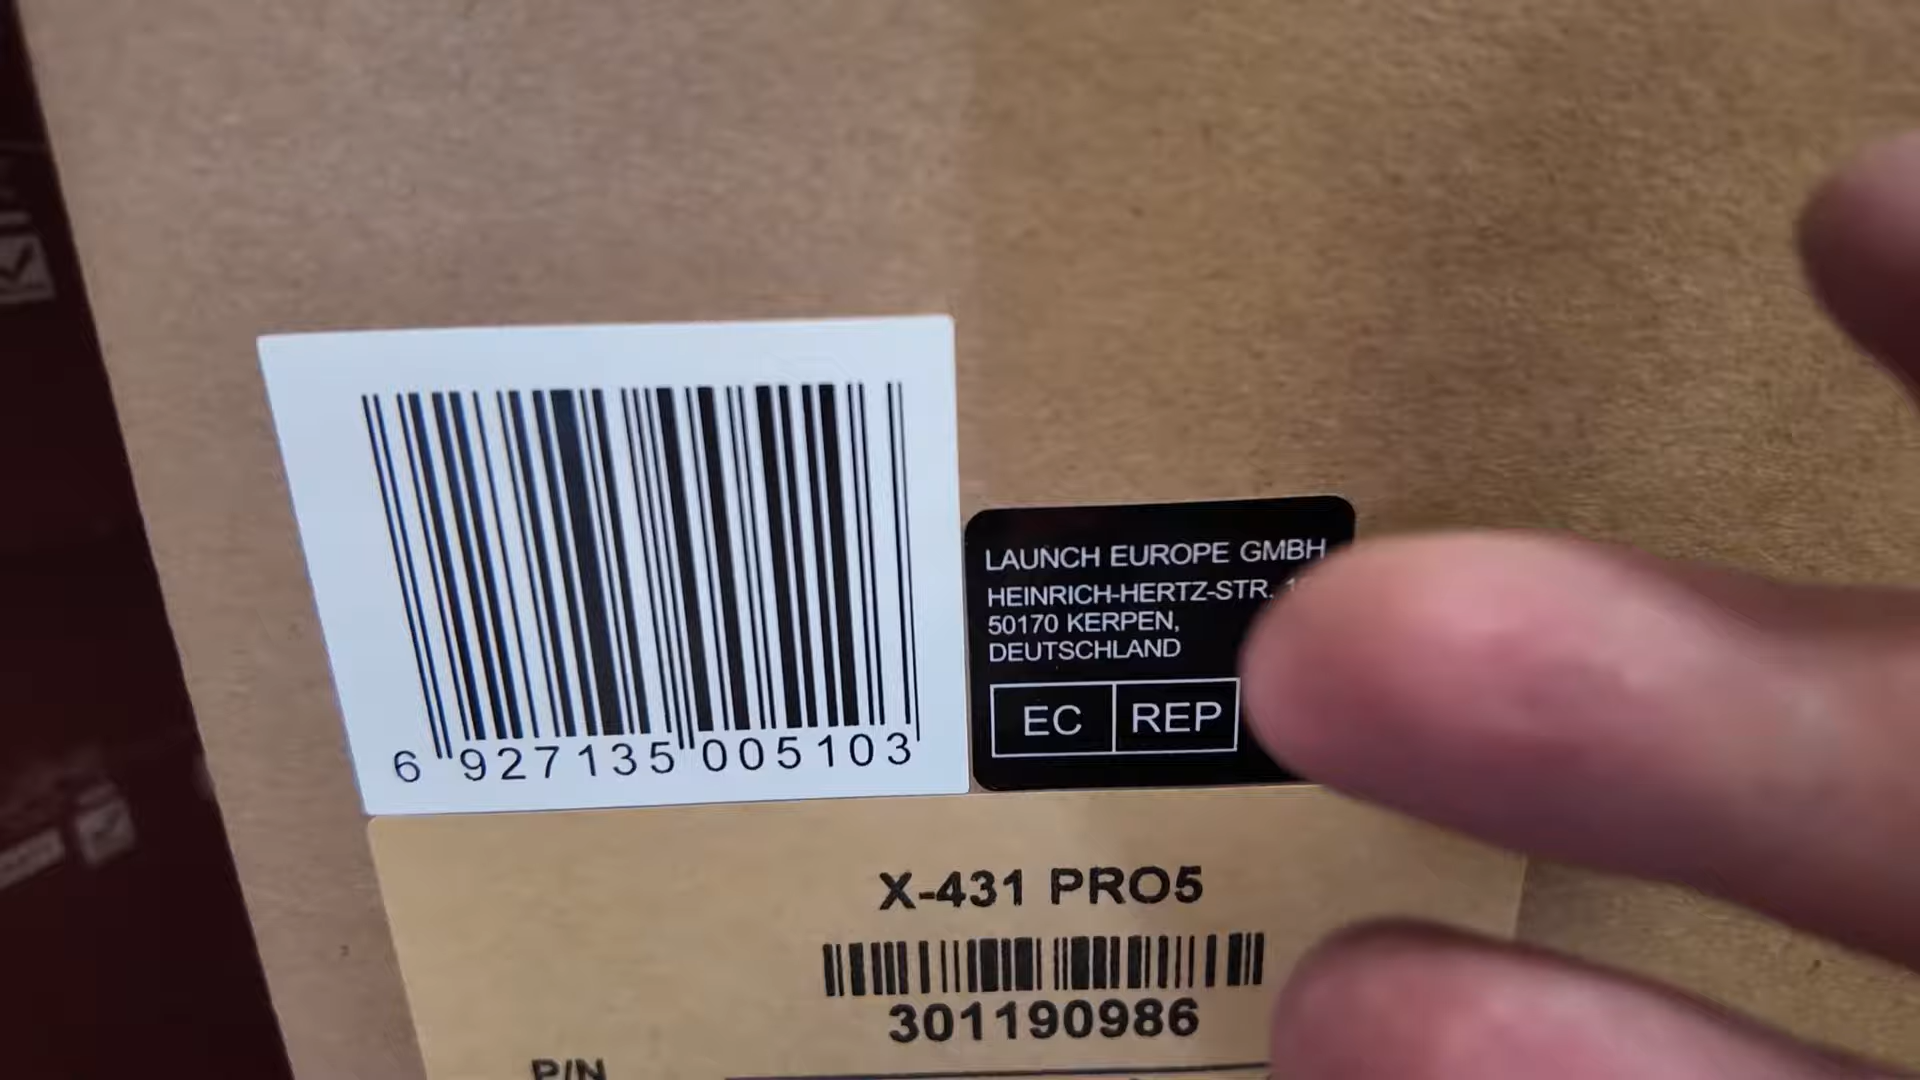 6 927135 005103
LAUNCH EUROPE GMBH
HEINRICH-HERTZ-STR.
50170 KERPEN,
DEUTSCHLAND
EC REP
X-431 PRO5
301190986
P/N